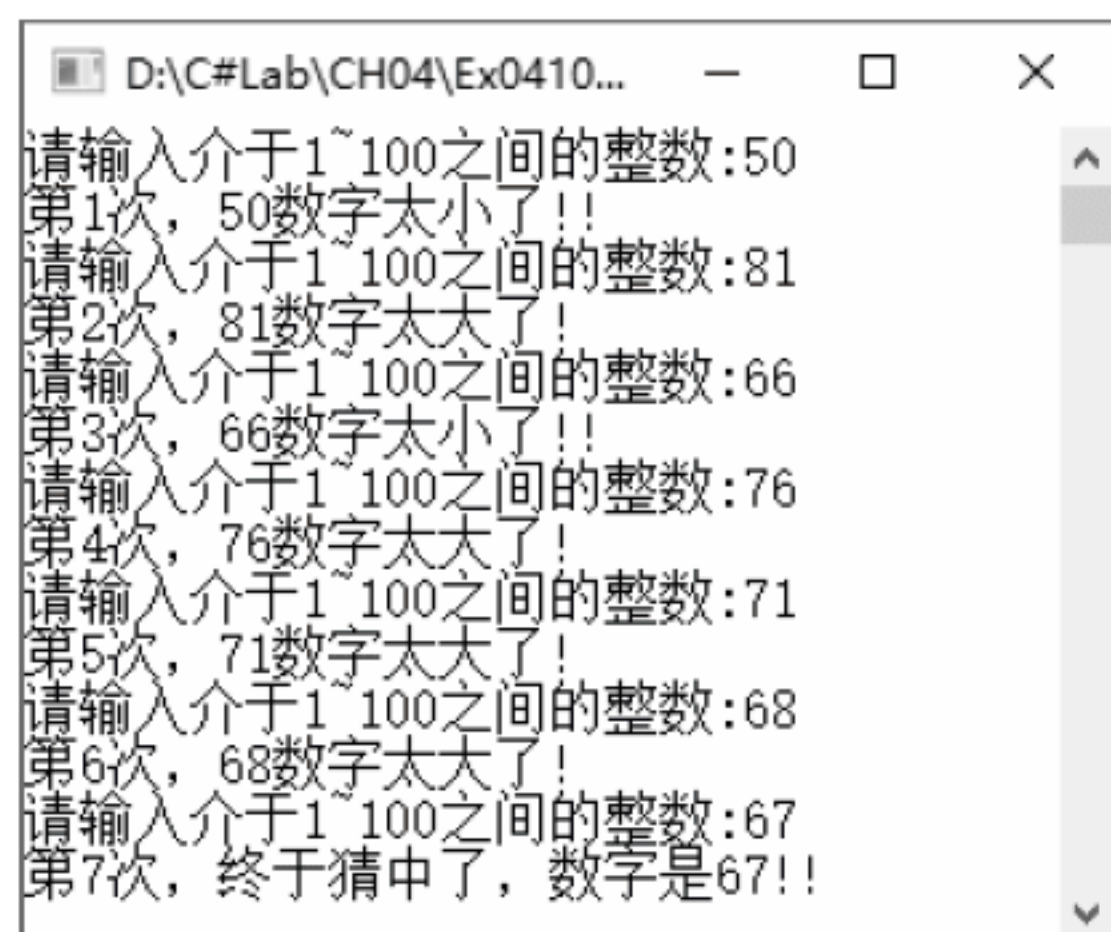 D:\C#Lab\CH04\Ex0410...
请输入介于1~100之间的整数:50
第1次，50数字太小了!!
请输入介于1~100之间的整数:81
第2次，81数字太大了!
请输入介于1~100之间的整数:66
第3次，66数字太小了!!
请输入介于1~100之间的整数:76
第4次，76数字太大了!
请输入介于1~100之间的整数:71
第5次，71数字太大了!
请输入介于1~100之间的整数:68
第6次，68数字太大了!
请输入介于1~100之间的整数:67
第7次，终于猜中了，数字是67!!